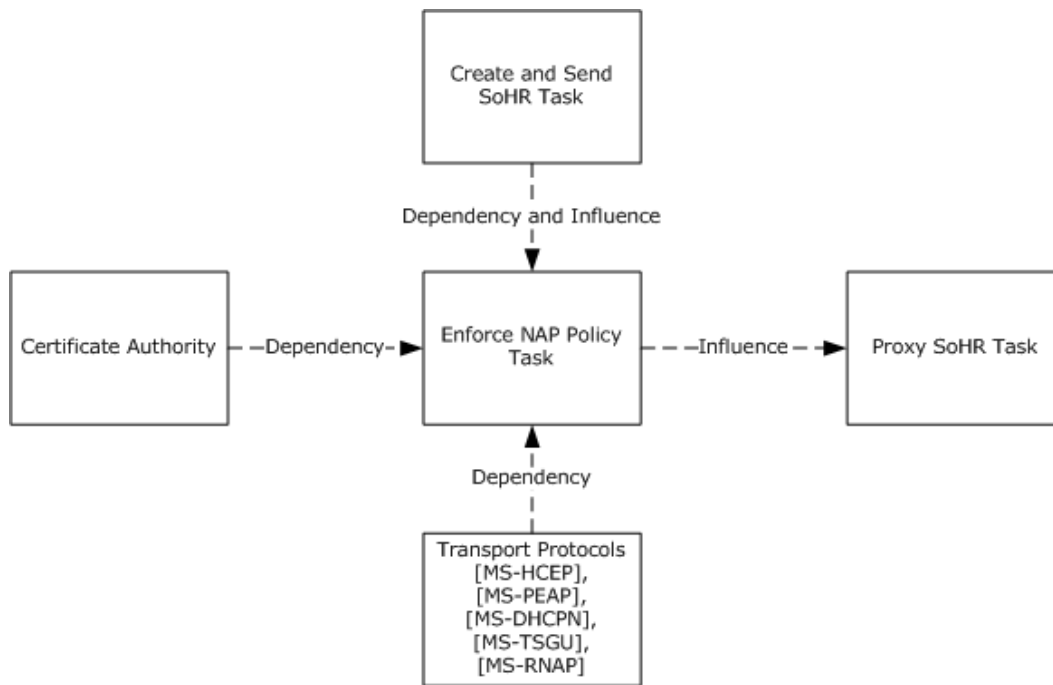 Create and Send
SoHR Task
Dependency and Influence
Certificate Authority
Dependency
Enforce NAP Policy
Task
Influence
Proxy SoHR Task
Dependency
Transport Protocols
[MS-HCEP],
[MS-PEAP],
[MS-DHCPN],
[MS-TSGU],
[MS-RNAP]